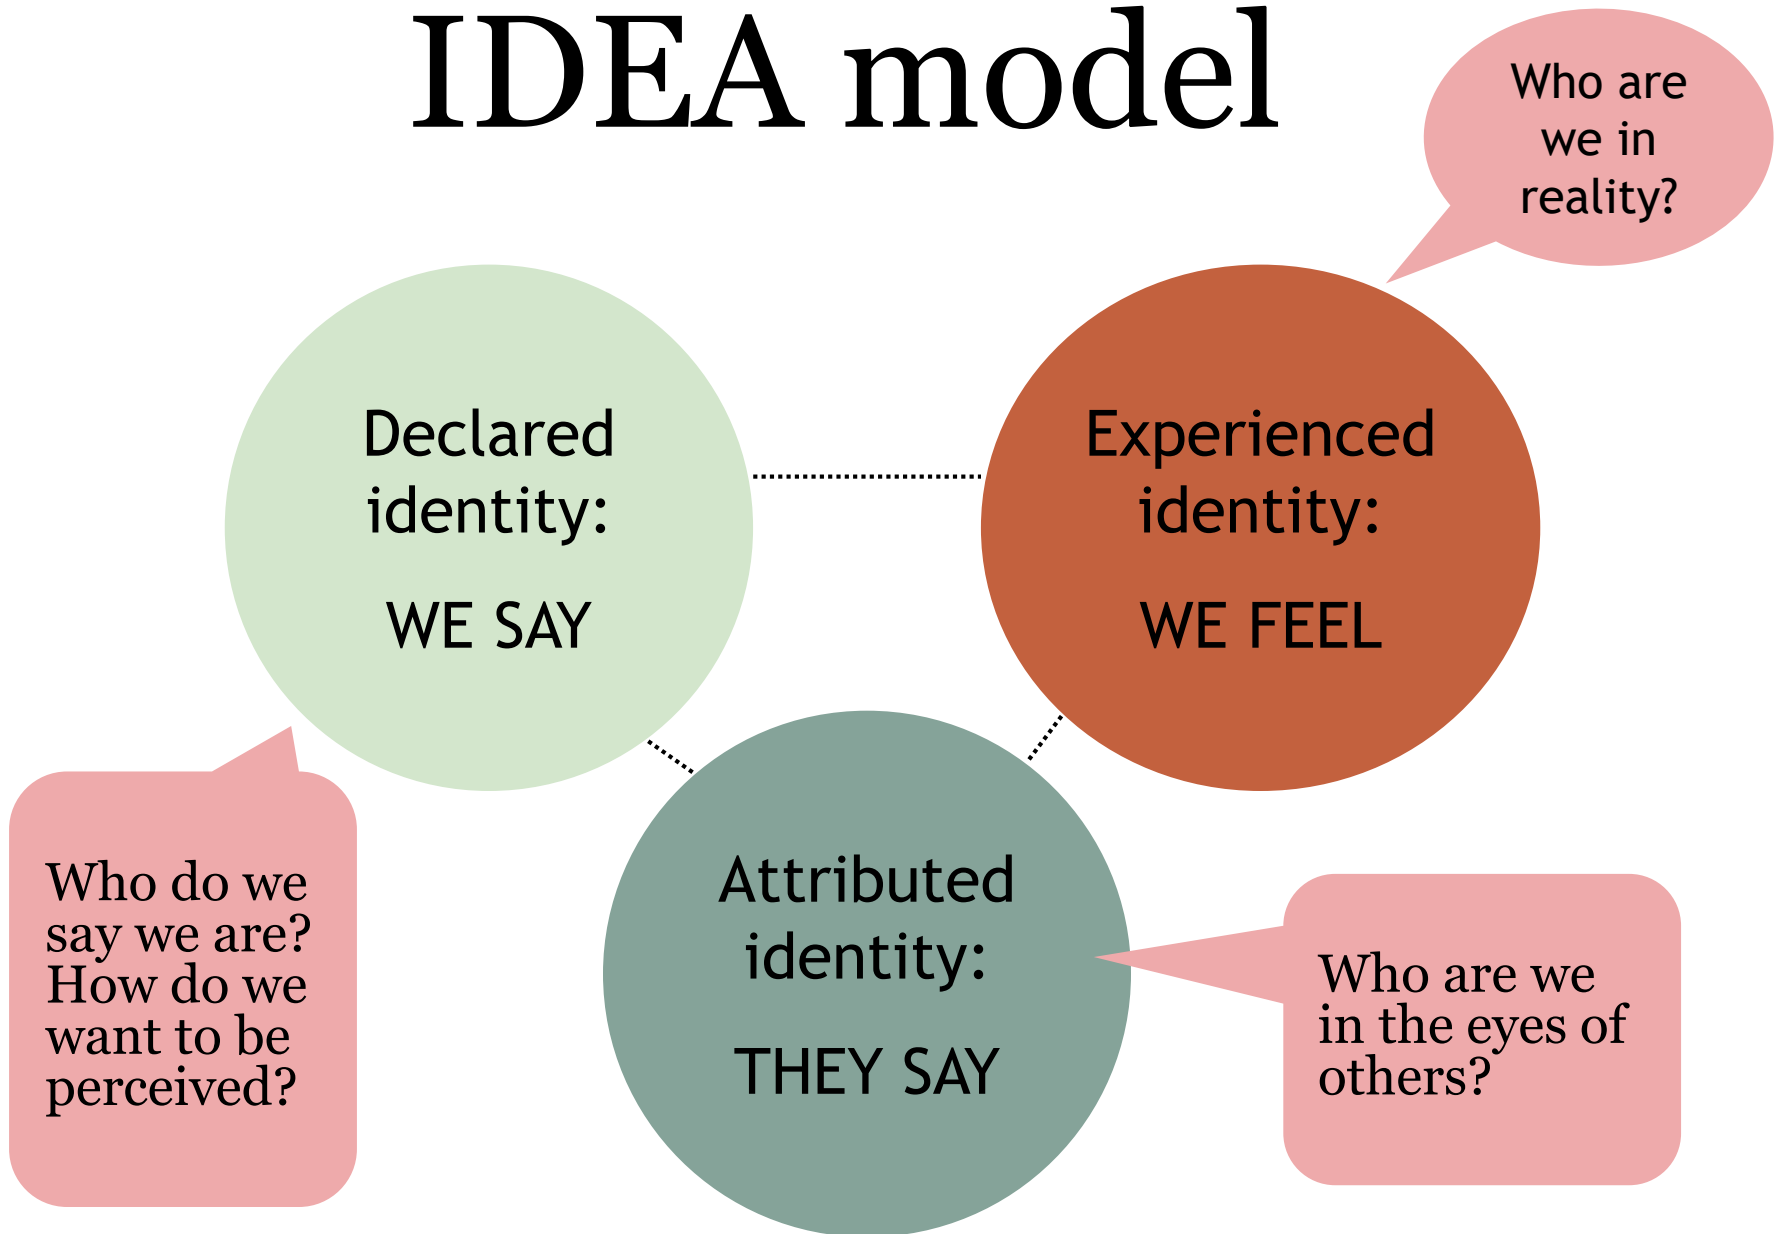 IDEA model
Who are
we in
reality?
Declared
identity:
WE SAY
Experienced
identity:
WE FEEL
Who do we
say we are?
How do we
want to be
perceived?
Attributed
identity:
THEY SAY
Who are we
in the eyes of
others?